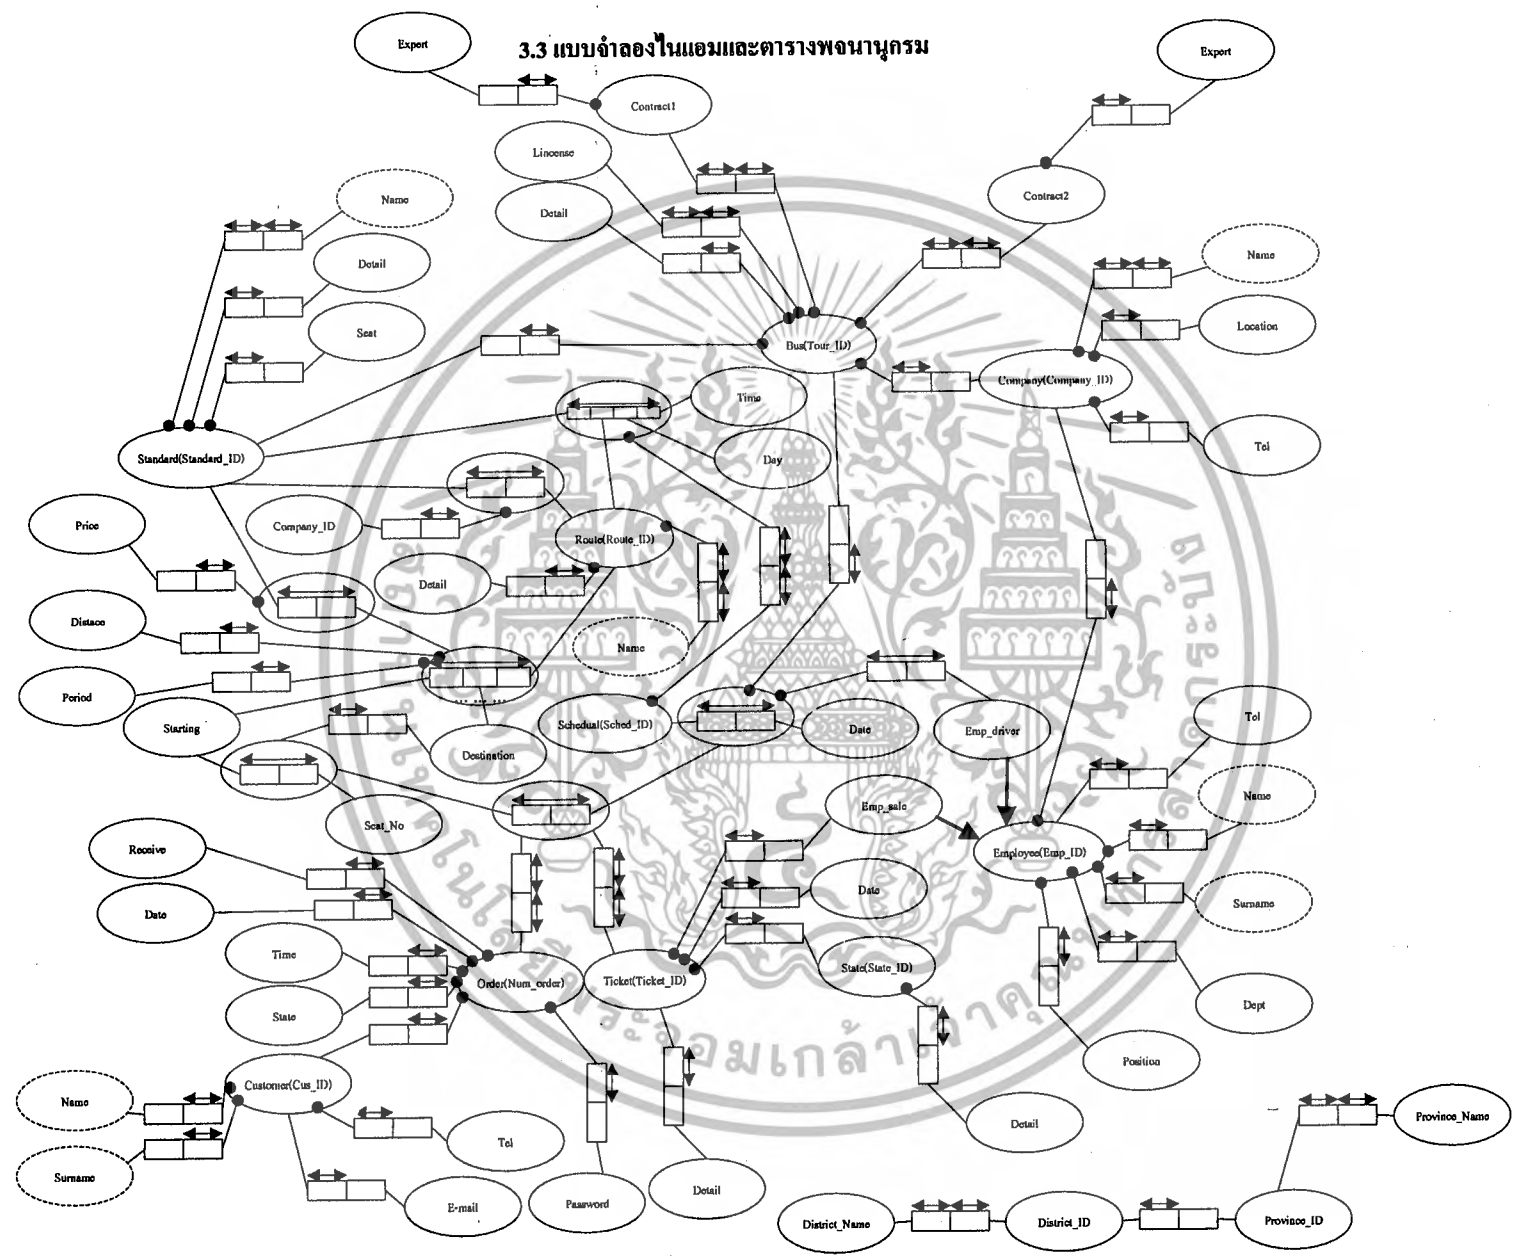 3.3 แบบจำลองไนแอมและตารางพจนานุกรม
Export
Export
Contract1
Lincense
Name
Detail
Contract2
Detail
Name
Seat
Location
Bus(Tour_ID)
Company(Company_ID)
Time
Standard(Standard_ID)
Day
Tel
Price
Company_ID
Route(Route_ID)
Detail
Distace
Name
Period
Starting
Schedual(Sched_ID)
Date
Emp_driver
Tel
Destination
Name
Seat_No
Emp_sale
Receive
Employee(Emp_ID)
Date
Date
Surname
Time
Order(Num_order)
Ticket(Ticket_ID)
State(State_ID)
State
Dept
Position
Customer(Cus_ID)
Name
Detail
Province_Name
Tel
Surname
E-mail
Password
Detail
District_Name
District_ID
Province_ID